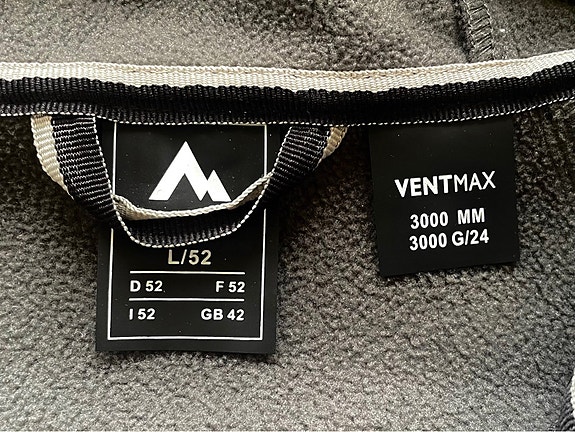 L/52
D 52 F 52
I 52 GB 42
VENTMAX
3000 MM
3000 G/24